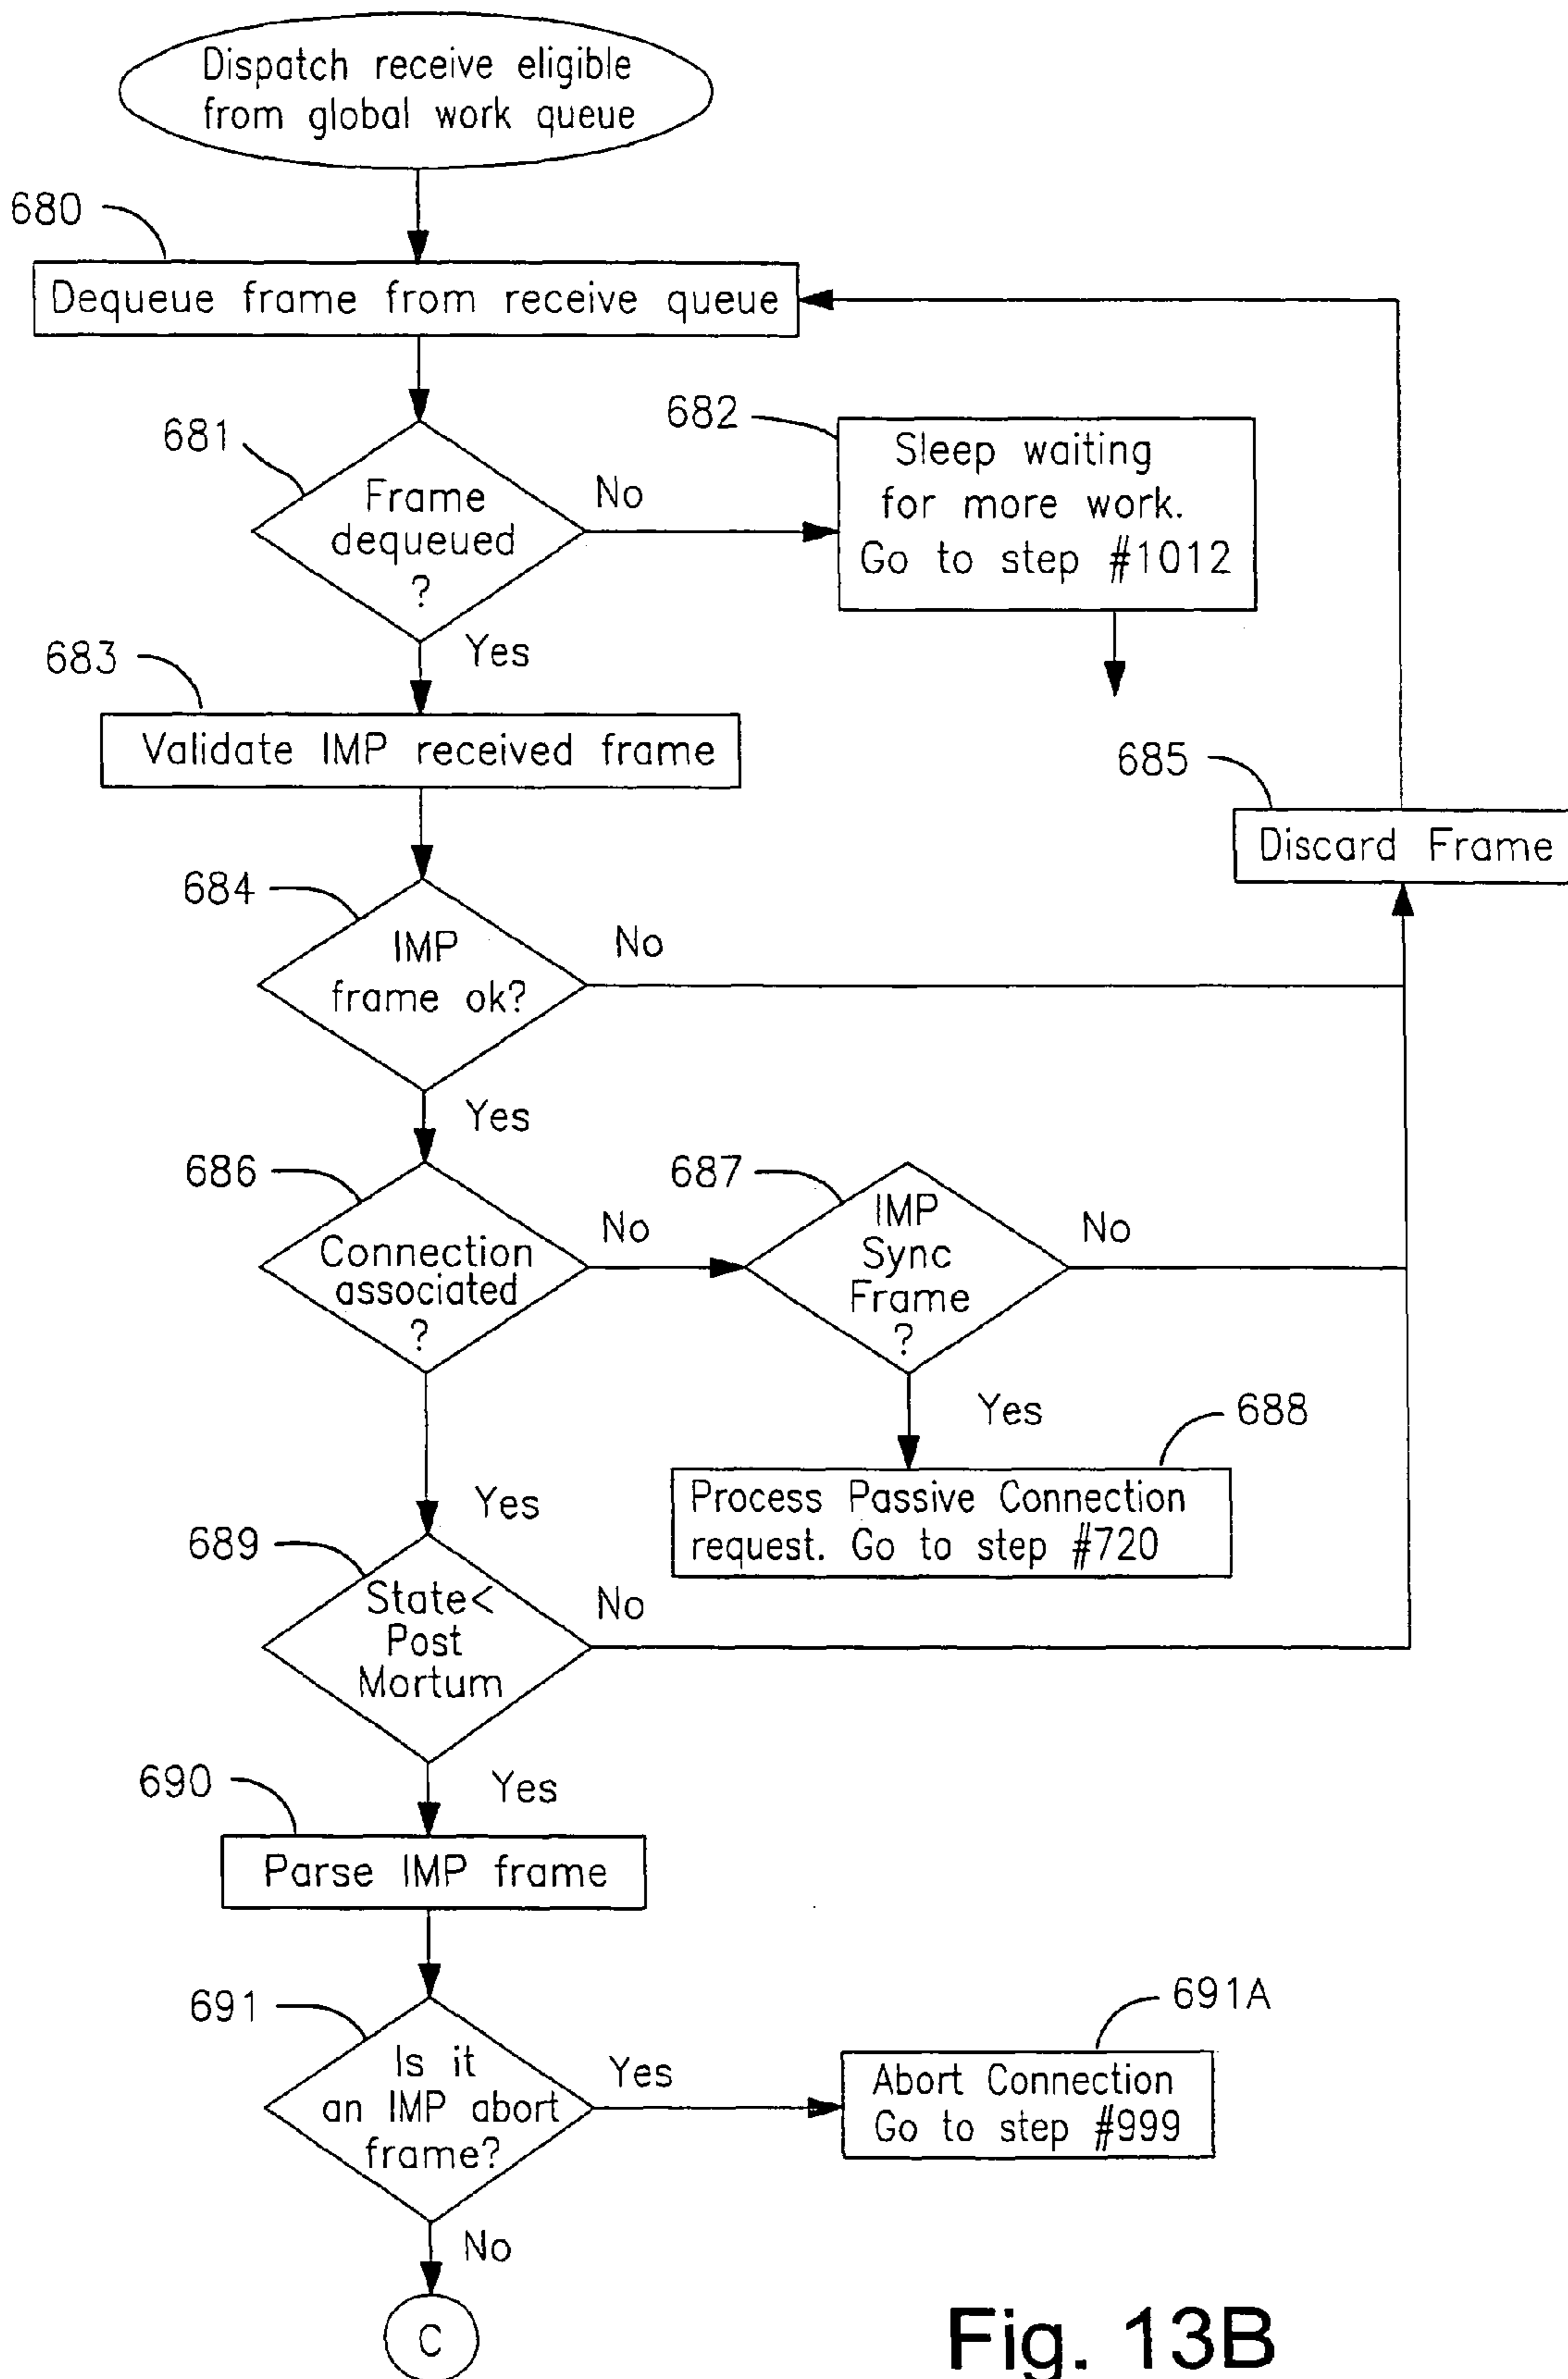 Dispatch receive eligible
from global work queue
680
Dequeue frame from receive queue
681
Frame
dequeued
?
No
682
Sleep waiting
for more work.
Go to step #1012
Yes
683
Validate IMP received frame
685
Discard Frame
684
IMP
frame ok?
No
Yes
686
Connection
associated
?
No
687
IMP
Sync
Frame
?
No
Yes
688
Process Passive Connection
request. Go to step #720
Yes
689
State<
Post
Mortum
No
Yes
690
Parse IMP frame
691
Is it
an IMP abort
frame?
Yes
691A
Abort Connection
Go to step #999
No
C
Fig. 13B